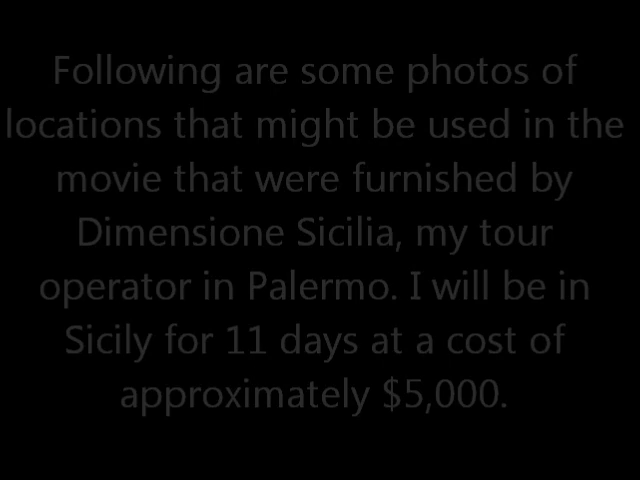 Following are some photos of
locations that might be used in the
movie that were furnished by
Dimensione Sicilia, my tour
operator in Palermo. I will be in
Sicily for 11 days at a cost of
approximately $5,000.